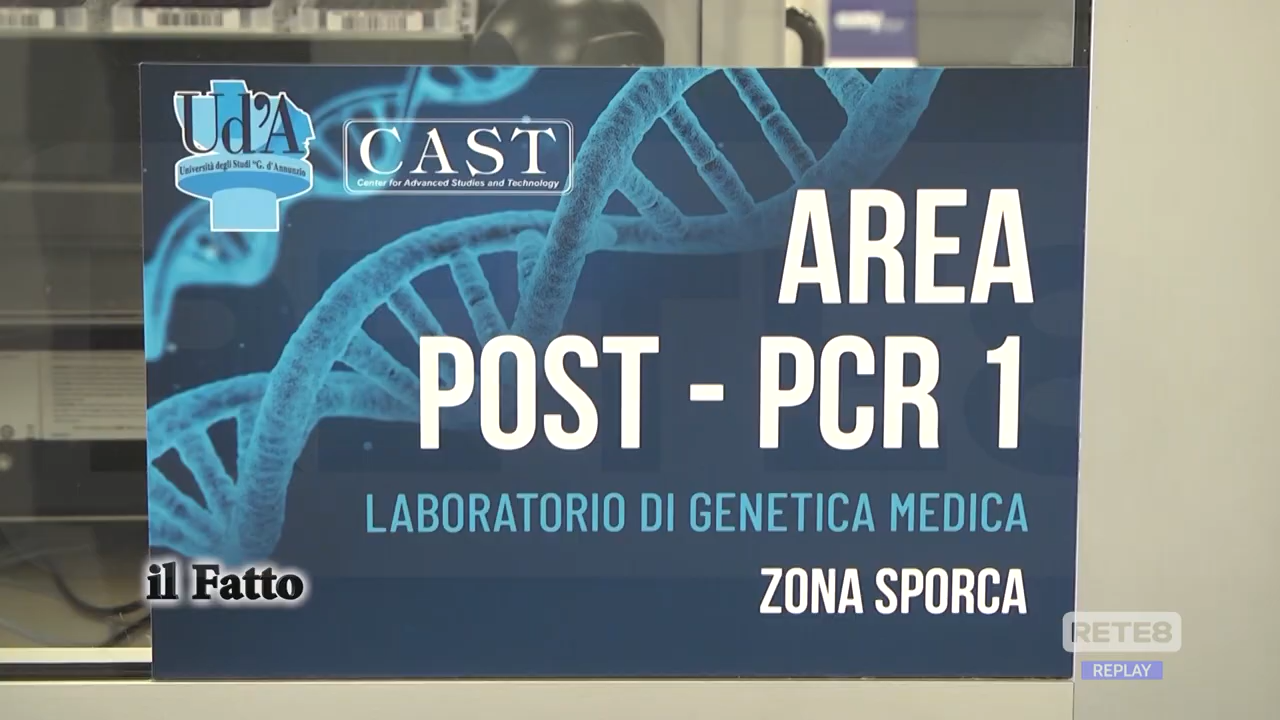 Ud'A
Università degli Studi "G. d'Annunzio
CAST
Center for Advanced Studies and Technology
AREA
POST - PCR 1
LABORATORIO DI GENETICA MEDICA
ZONA SPORCA
il Fatto
RETE8
REPLAY